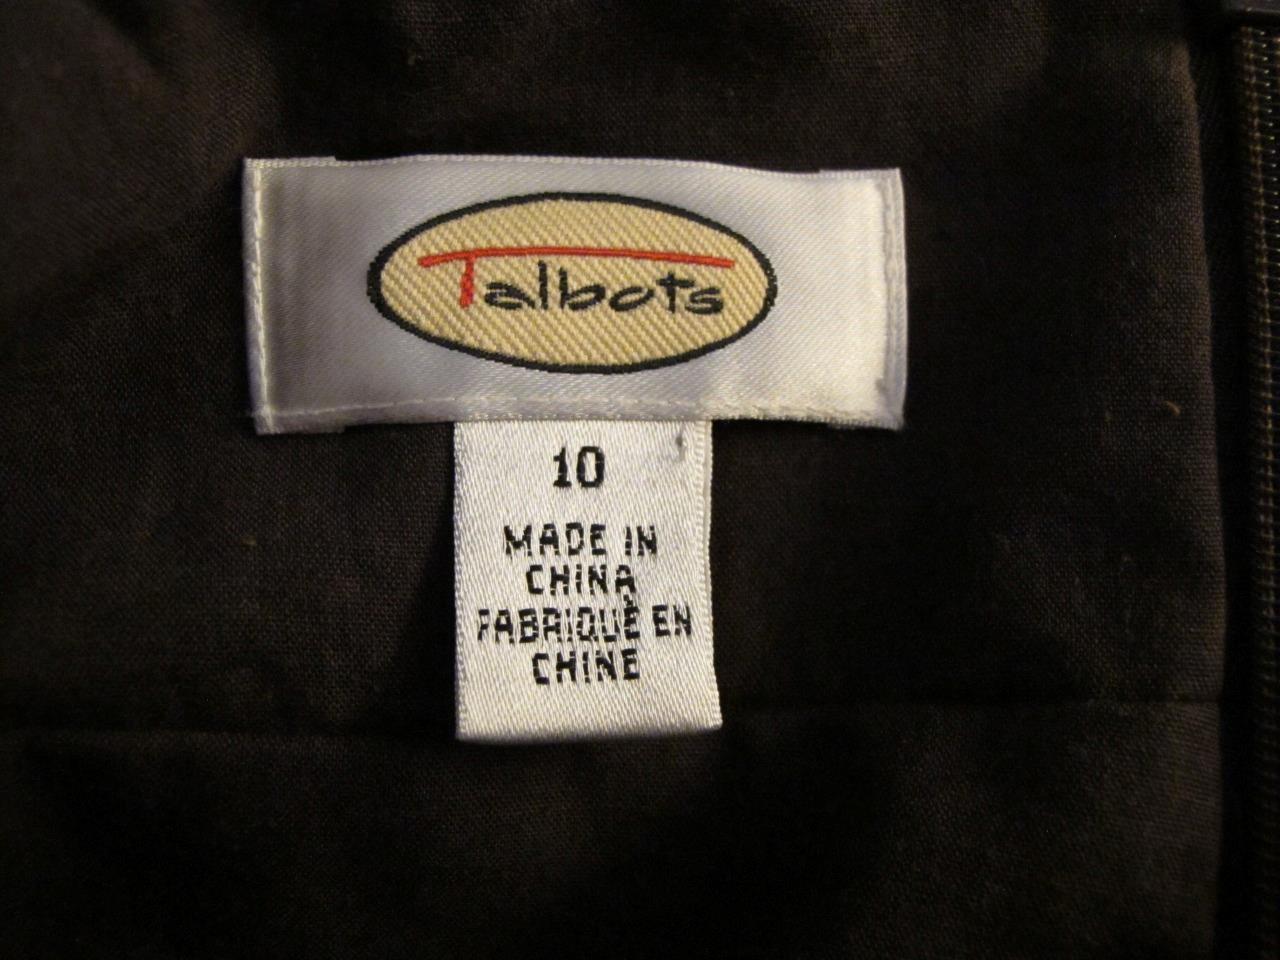 Talbots
10
MADE IN
CHINA
FABRIQUÉ EN
CHINE